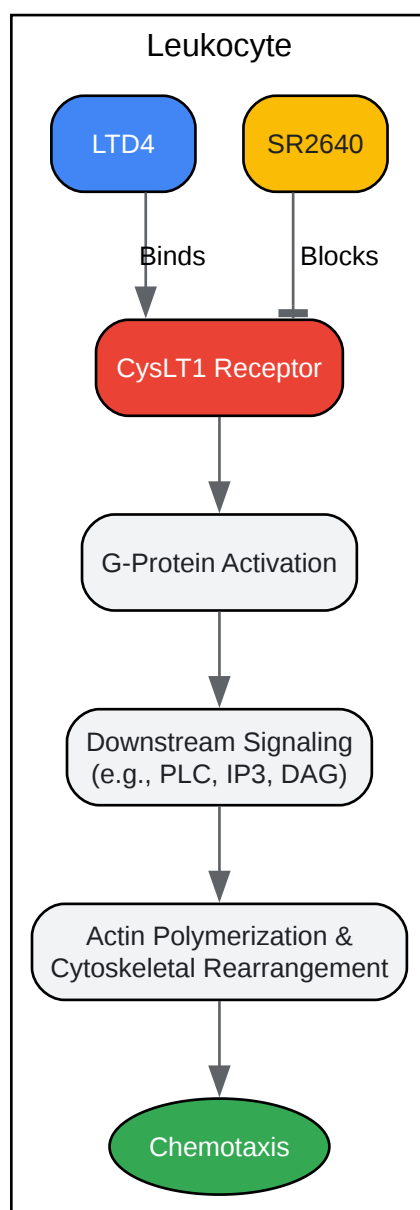 Leukocyte
LTD4
SR2640
Binds
Blocks
CysLT1 Receptor
G-Protein Activation
Downstream Signaling
(e.g., PLC, IP3, DAG)
Actin Polymerization &
Cytoskeletal Rearrangement
Chemotaxis